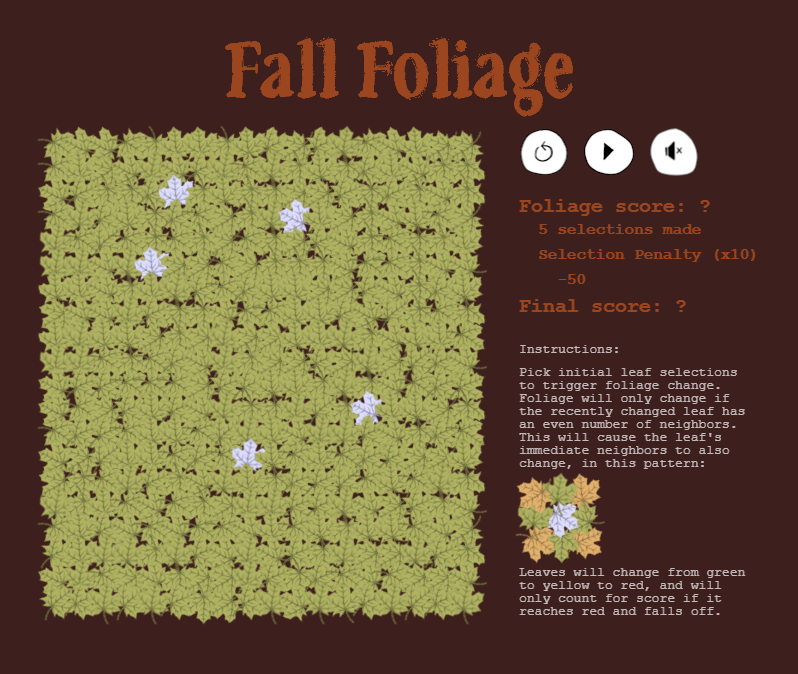 Fall Foliage
Foliage score: ?
5 selections made
Selection Penalty (x10)
-50
Final score: ?
Instructions:
Pick initial leaf selections
to trigger foliage change.
Foliage will only change if
the recently changed leaf has
an even number of neighbors.
This will cause the leaf's
immediate neighbors to also
change, in this pattern:
Leaves will change from green
to yellow to red, and will
only count for score if it
reaches red and falls off.